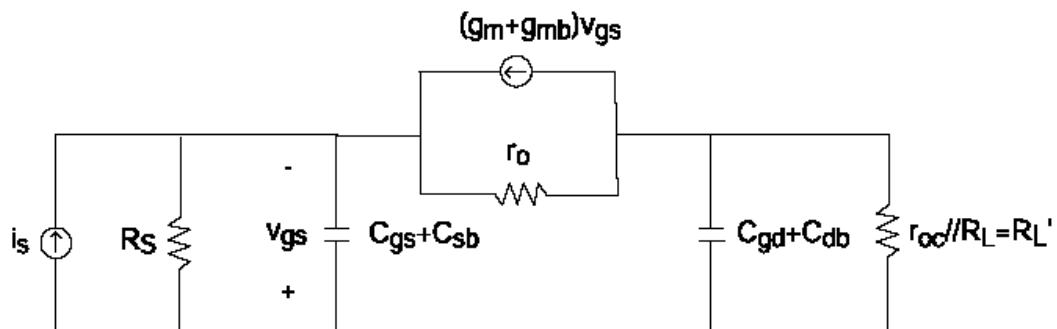 (gm+gmb)vgs
ro
-
is
RS
vgs
Cgs+Csb
Cgd+Cdb
roc//RL=RL'
+